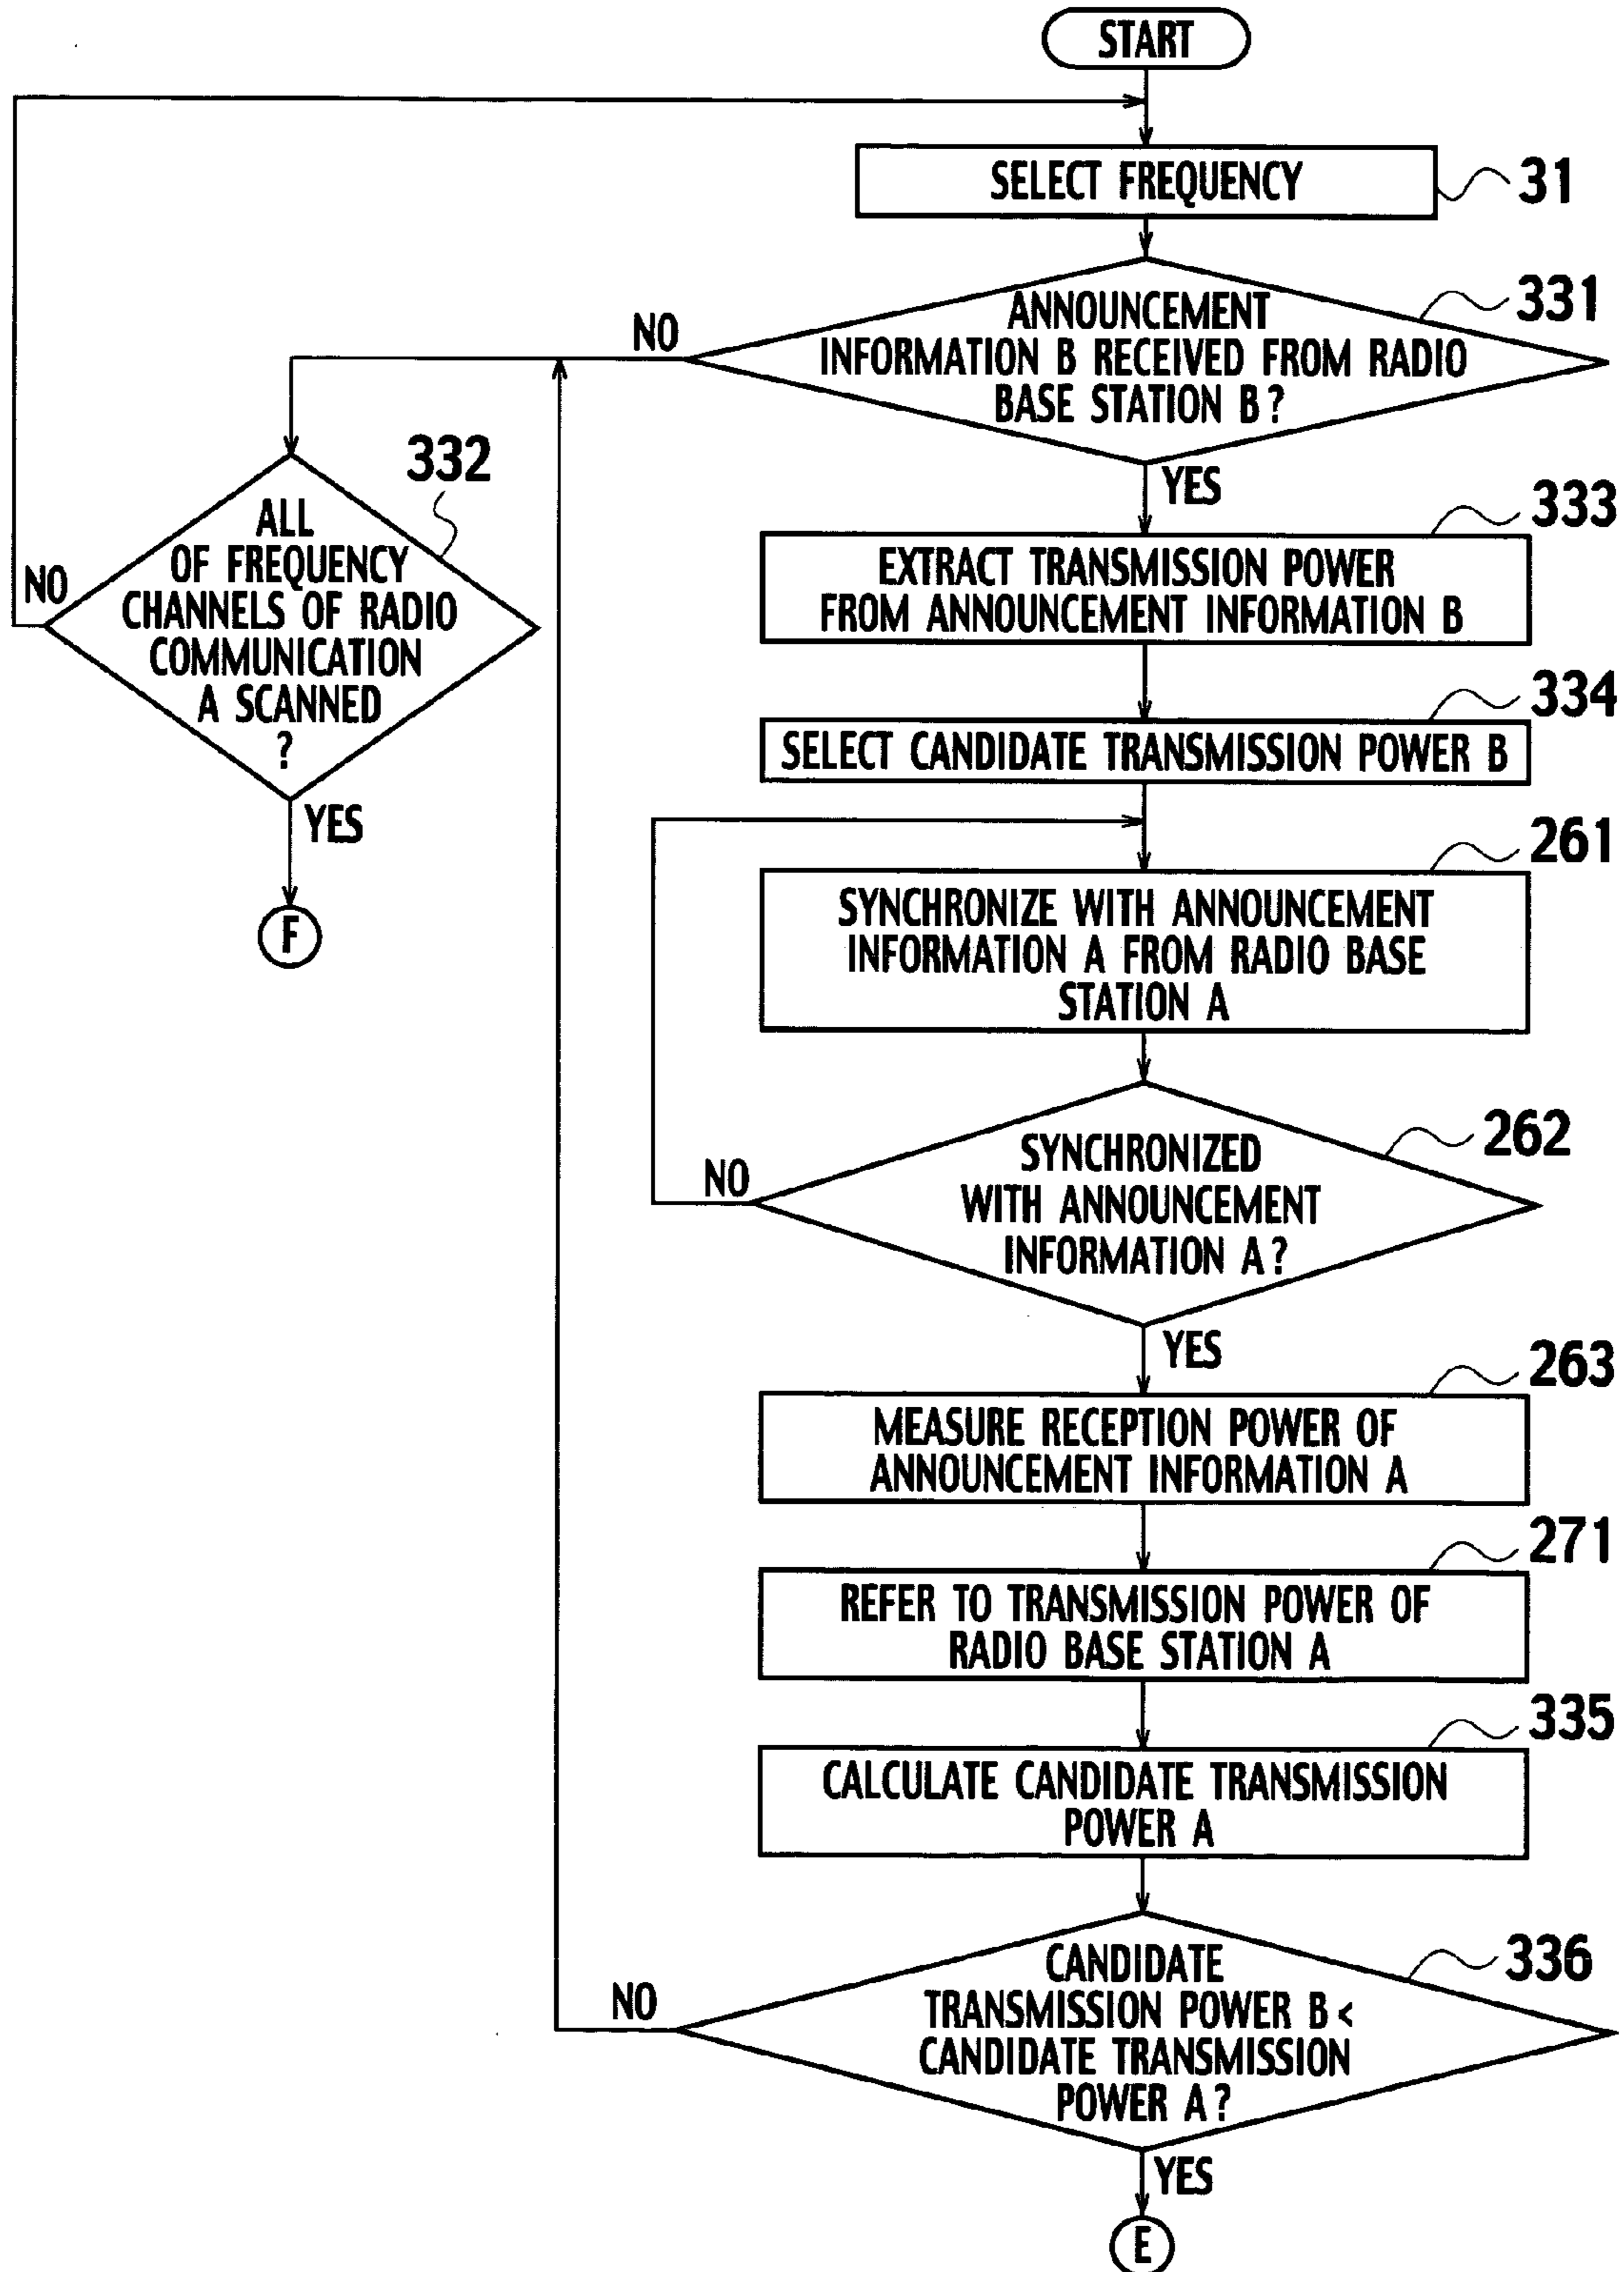 START
SELECT FREQUENCY
31
ANNOUNCEMENT
INFORMATION B RECEIVED FROM RADIO
BASE STATION B?
331
NO
YES
332
ALL
OF FREQUENCY
CHANNELS OF RADIO
COMMUNICATION
A SCANNED
?
NO
YES
F
333
EXTRACT TRANSMISSION POWER
FROM ANNOUNCEMENT INFORMATION B
334
SELECT CANDIDATE TRANSMISSION POWER B
261
SYNCHRONIZE WITH ANNOUNCEMENT
INFORMATION A FROM RADIO BASE
STATION A
262
SYNCHRONIZED
WITH ANNOUNCEMENT
INFORMATION A?
NO
YES
263
MEASURE RECEPTION POWER OF
ANNOUNCEMENT INFORMATION A
271
REFER TO TRANSMISSION POWER OF
RADIO BASE STATION A
335
CALCULATE CANDIDATE TRANSMISSION
POWER A
336
CANDIDATE
TRANSMISSION POWER B<
CANDIDATE TRANSMISSION
POWER A?
NO
YES
E